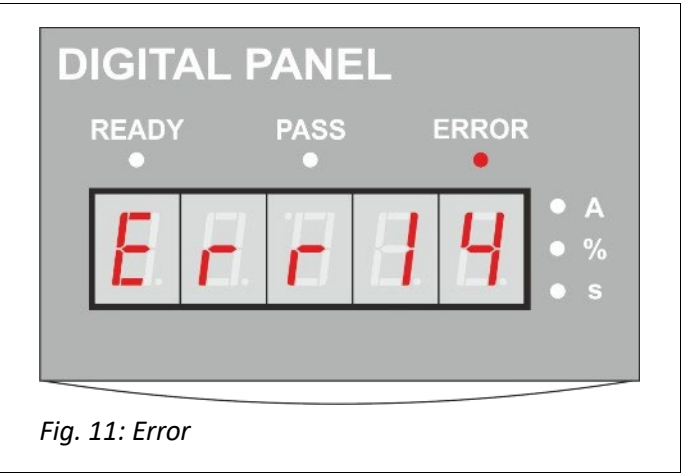 DIGITAL PANEL
READY PASS ERROR
A
Err14
%
s
Fig. 11: Error